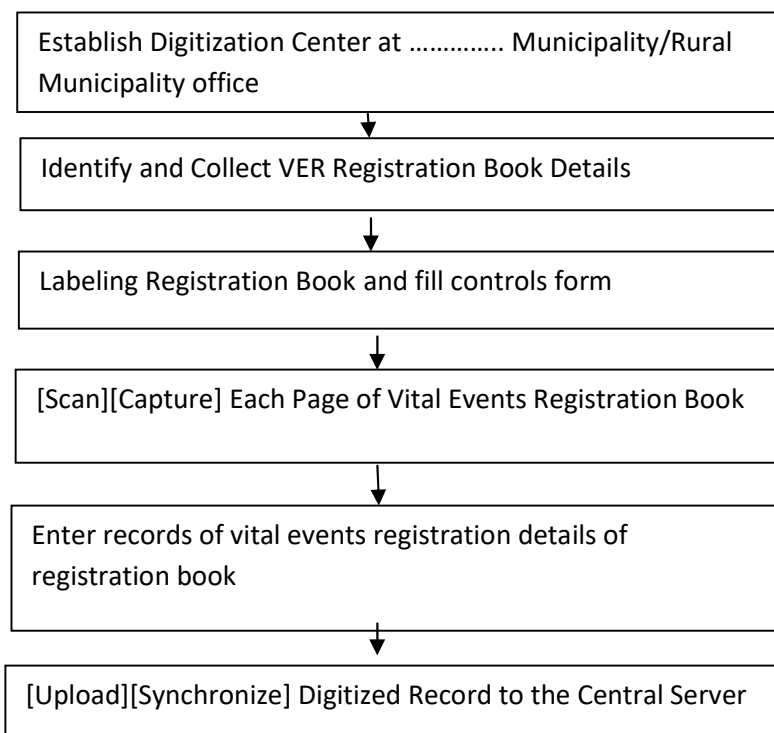 Establish Digitization Center at ………….. Municipality/Rural
Municipality office
Identify and Collect VER Registration Book Details
Labeling Registration Book and fill controls form
[Scan][Capture] Each Page of Vital Events Registration Book
Enter records of vital events registration details of
registration book
[Upload][Synchronize] Digitized Record to the Central Server